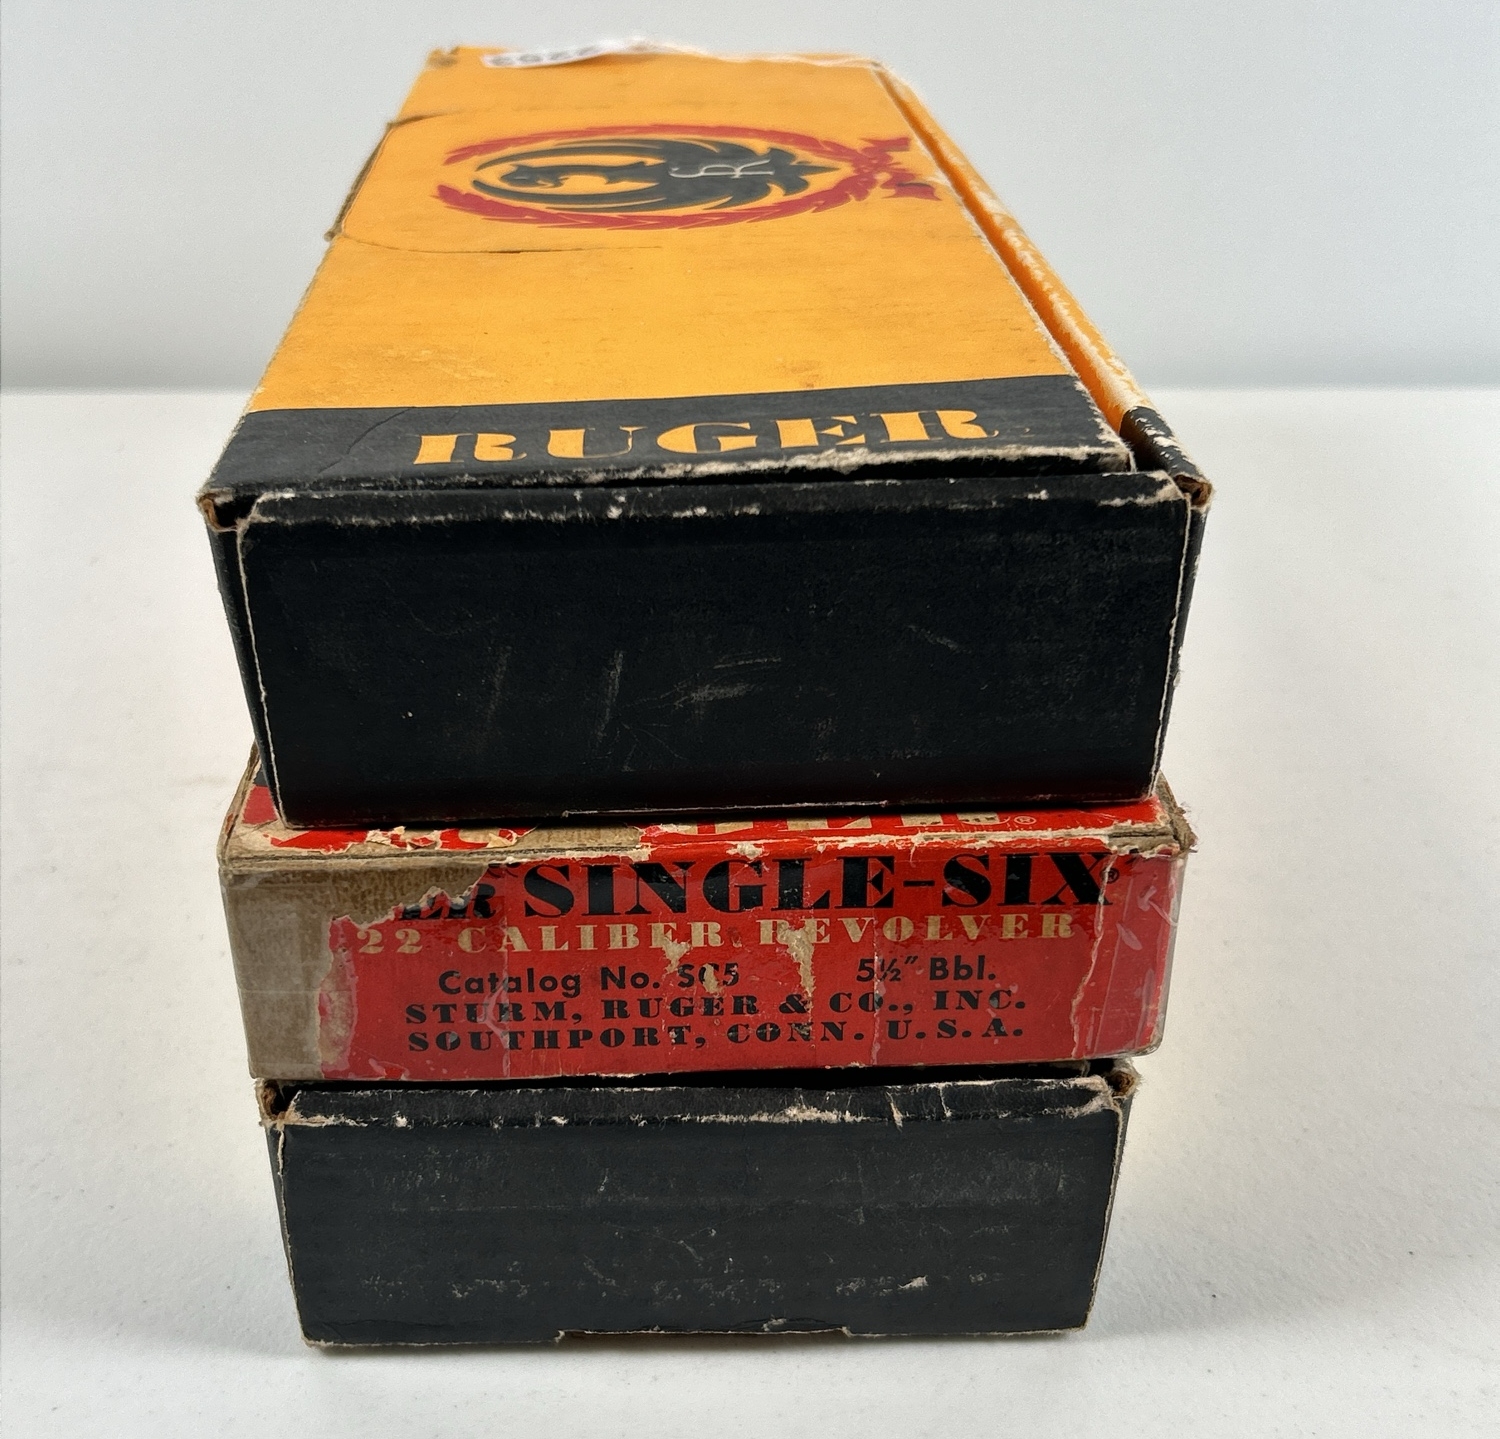 RUGER
SINGLE-SIX®
22 CALIBER REVOLVER
Catalog No. SC5 5½" Bbl.
STURM, RUGER & CO., INC.
SOUTHPORT, CONN. U.S.A.